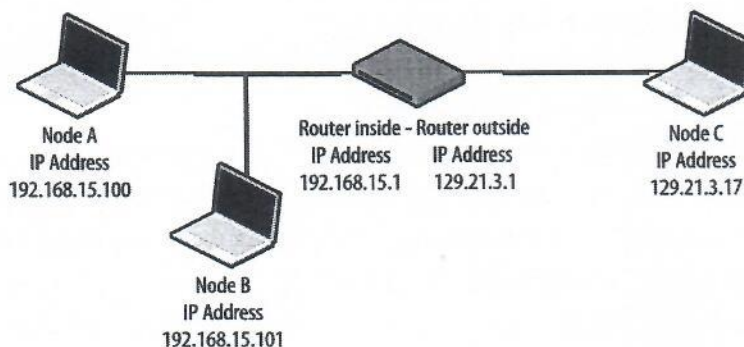 Node A
IP Address
192.168.15.100
Router inside - Router outside
IP Address IP Address
192.168.15.1 129.21.3.1
Node C
IP Address
129.21.3.17
Node B
IP Address
192.168.15.101